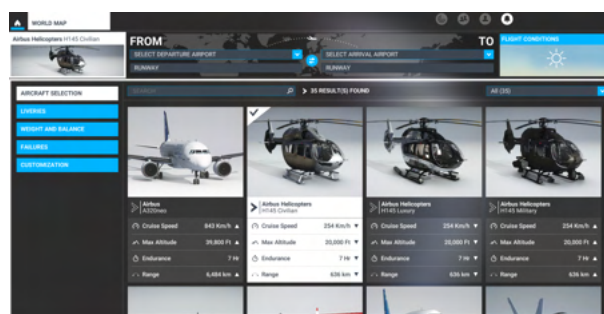 WORLD MAP
Airbus Helicopters H145 Civilian
FROM
TO
SELECT DEPARTURE AIRPORT
SELECT ARRIVAL AIRPORT
RUNWAY
RUNWAY
FLIGHT CONDITIONS
AIRCRAFT SELECTION
LIVERIES
WEIGHT AND BALANCE
FAILURES
CUSTOMIZATION
SEARCH
35 RESULT(S) FOUND
All (35)
Airbus
A320neo
Cruise Speed 842 Km/h
Max Altitude 39,800 Ft
Endurance 7 Hr
Range 6,484 km
Airbus Helicopters
H145 Civilian
Cruise Speed 254 Km/h
Max Altitude 20,000 Ft
Endurance 7 Hr
Range 636 km
Airbus Helicopters
H145 Luxury
Cruise Speed 254 Km/h
Max Altitude 20,000 Ft
Endurance 7 Hr
Range 636 km
Airbus Helicopters
H145 Military
Cruise Speed 254 Km/h
Max Altitude 20,000 Ft
Endurance 7 Hr
Range 636 km